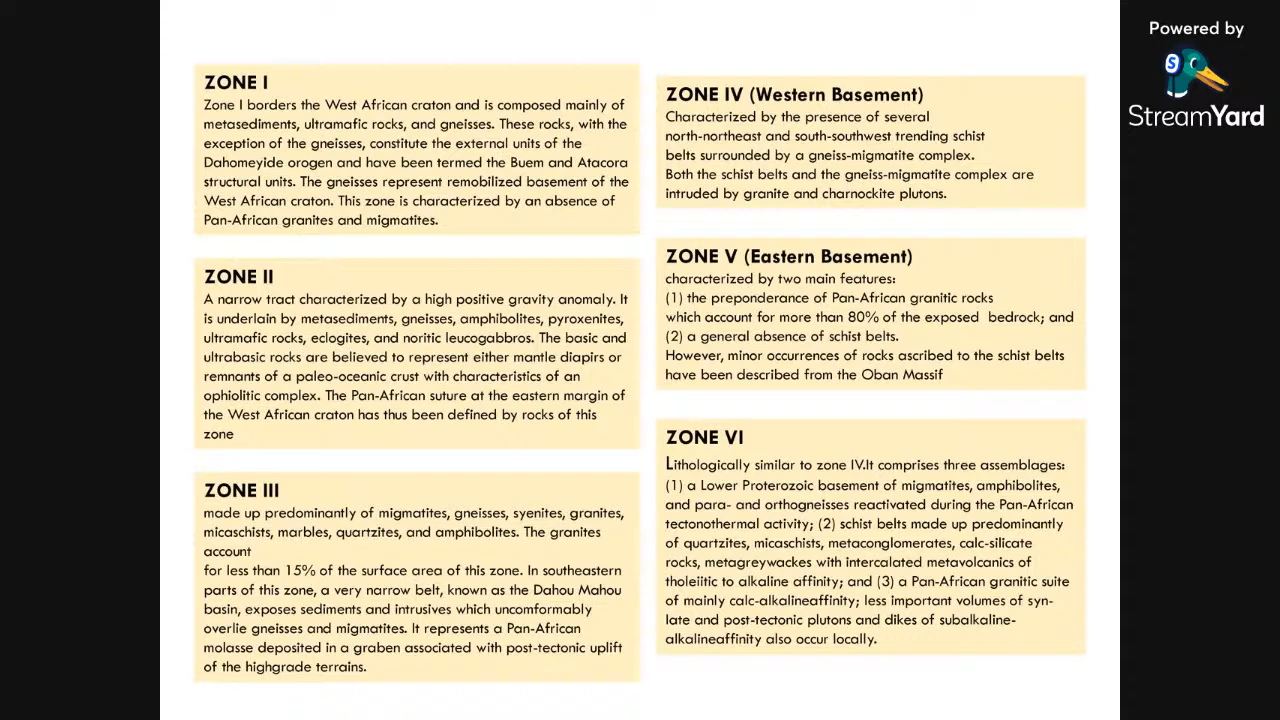 ZONE I
Zone I borders the West African craton and is composed mainly of
metasediments, ultramafic rocks, and gneisses. These rocks, with the
exception of the gneisses, constitute the external units of the
Dahomeyide orogen and have been termed the Buem and Atacora
structural units. The gneisses represent remobilized basement of the
West African craton. This zone is characterized by an absence of
Pan-African granites and migmatites.
ZONE II
A narrow tract characterized by a high positive gravity anomaly. It
is underlain by metasediments, gneisses, amphibolites, pyroxenites,
ultramafic rocks, eclogites, and noritic leucogabbros. The basic and
ultrabasic rocks are believed to represent either mantle diapirs or
remnants of a paleo-oceanic crust with characteristics of an
ophiolitic complex. The Pan-African suture at the eastern margin of
the West African craton has thus been defined by rocks of this
zone
ZONE III
made up predominantly of migmatites, gneisses, syenites, granites,
micaschists, marbles, quartzites, and amphibolites. The granites
account
for less than 15% of the surface area of this zone. In southeastern
parts of this zone, a very narrow belt, known as the Dahou Mahou
basin, exposes sediments and intrusives which uncomformably
overlie gneisses and migmatites. It represents a Pan-African
molasse deposited in a graben associated with post-tectonic uplift
of the highgrade terrains.
ZONE IV (Western Basement)
Characterized by the presence of several
north-northeast and south-southwest trending schist
belts surrounded by a gneiss-migmatite complex.
Both the schist belts and the gneiss-migmatite complex are
intruded by granite and charnockite plutons.
ZONE V (Eastern Basement)
characterized by two main features:
(1) the preponderance of Pan-African granitic rocks
which account for more than 80% of the exposed bedrock; and
(2) a general absence of schist belts.
However, minor occurrences of rocks ascribed to the schist belts
have been described from the Oban Massif
ZONE VI
Lithologically similar to zone IV.It comprises three assemblages:
(1) a Lower Proterozoic basement of migmatites, amphibolites,
and para- and orthogneisses reactivated during the Pan-African
tectonothermal activity; (2) schist belts made up predominantly
of quartzites, micaschists, metaconglomerates, calc-silicate
rocks, metagreywackes with intercalated metavolcanics of
tholeiitic to alkaline affinity; and (3) a Pan-African granitic suite
of mainly calc-alkalineaffinity; less important volumes of syn-
late and post-tectonic plutons and dikes of subalkaline-
alkalineaffinity also occur locally.
Powered by
S
StreamYard